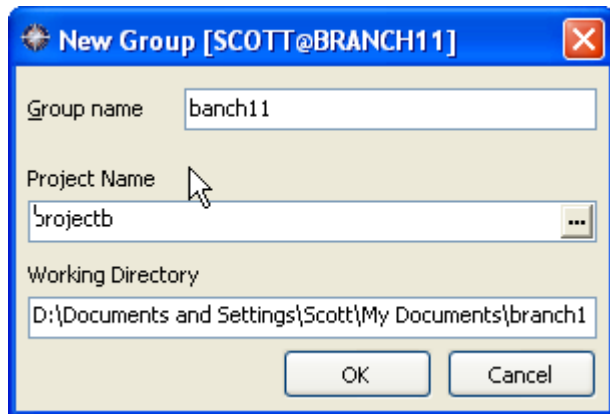 New Group [SCOTT@BRANCH11]
Group name banch11
Project Name
projectb
...
Working Directory
D:\Documents and Settings\Scott\My Documents\branch1
OK Cancel